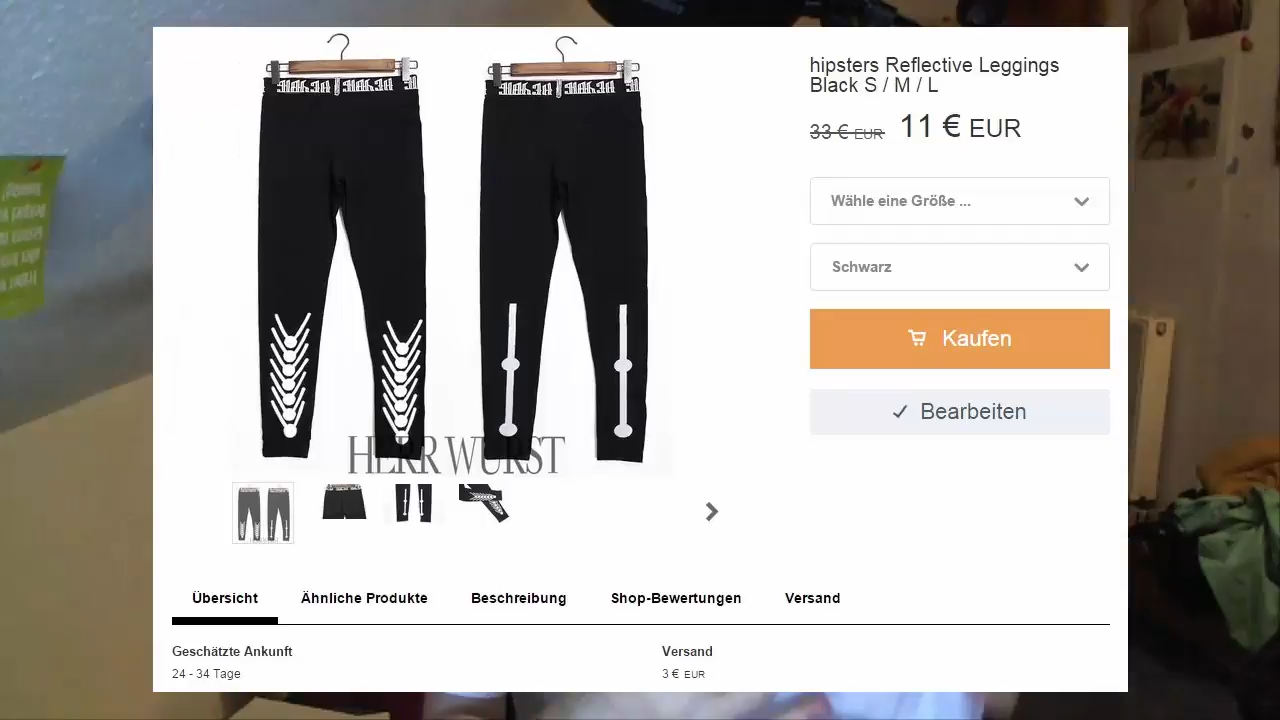 hipsters Reflective Leggings
Black S / M / L
33 € EUR 11 € EUR
Wähle eine Größe ...
Schwarz
Kaufen
Bearbeiten
HERR WURST
Übersicht Ähnliche Produkte Beschreibung Shop-Bewertungen Versand
Geschätzte Ankunft Versand
24 - 34 Tage 3 € EUR